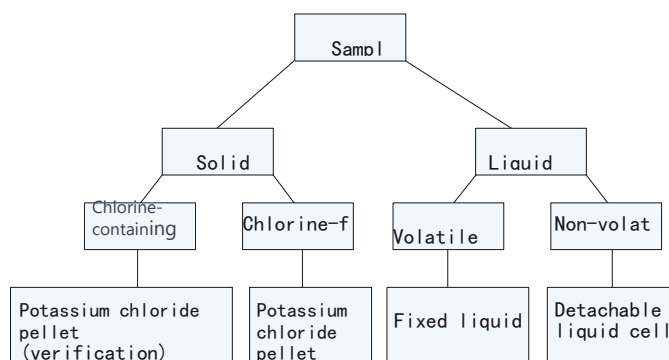 Sampl
Solid
Liquid
Chlorine-
containing
Chlorine-f
Volatile
Non-volat
Potassium chloride
pellet
(verification)
Potassium
chloride
pellet
Fixed liquid
Detachable
liquid cell